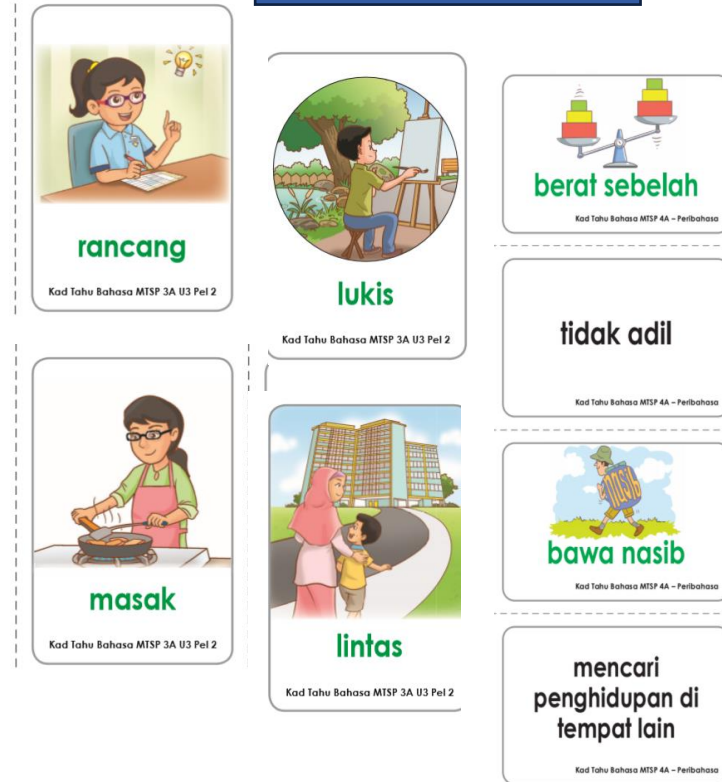 rancang
Kad Tahu Bahasa MTSP 3A U3 Pel 2
masak
Kad Tahu Bahasa MTSP 3A U3 Pel 2
lukis
Kad Tahu Bahasa MTSP 3A U3 Pel 2
lintas
Kad Tahu Bahasa MTSP 3A U3 Pel 2
berat sebelah
Kad Tahu Bahasa MTSP 4A – Peribahasa
tidak adil
Kad Tahu Bahasa MTSP 4A – Peribahasa
nasib
bawa nasib
Kad Tahu Bahasa MTSP 4A – Peribahasa
mencari
penghidupan di
tempat lain
Kad Tahu Bahasa MTSP 4A – Peribahasa